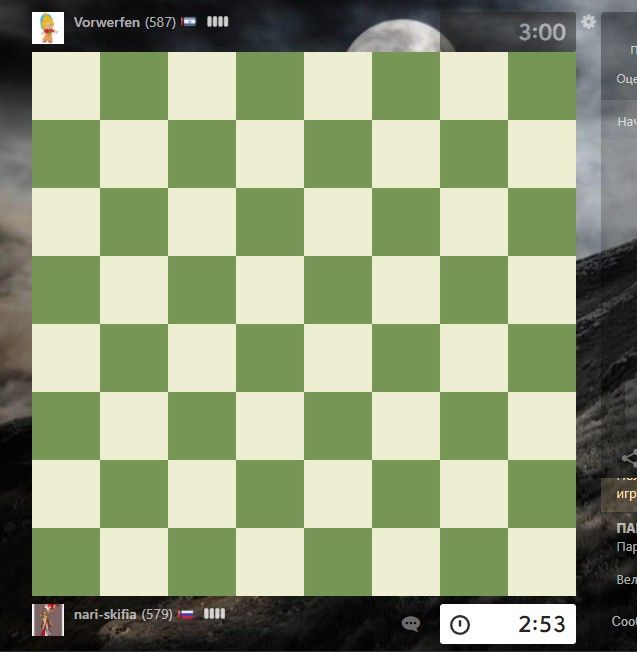 Vorwerfen (587)
3:00
Оце
Нач
игр
ПА
Пар
Вел
nari-skifia (579)
2:53
Соо